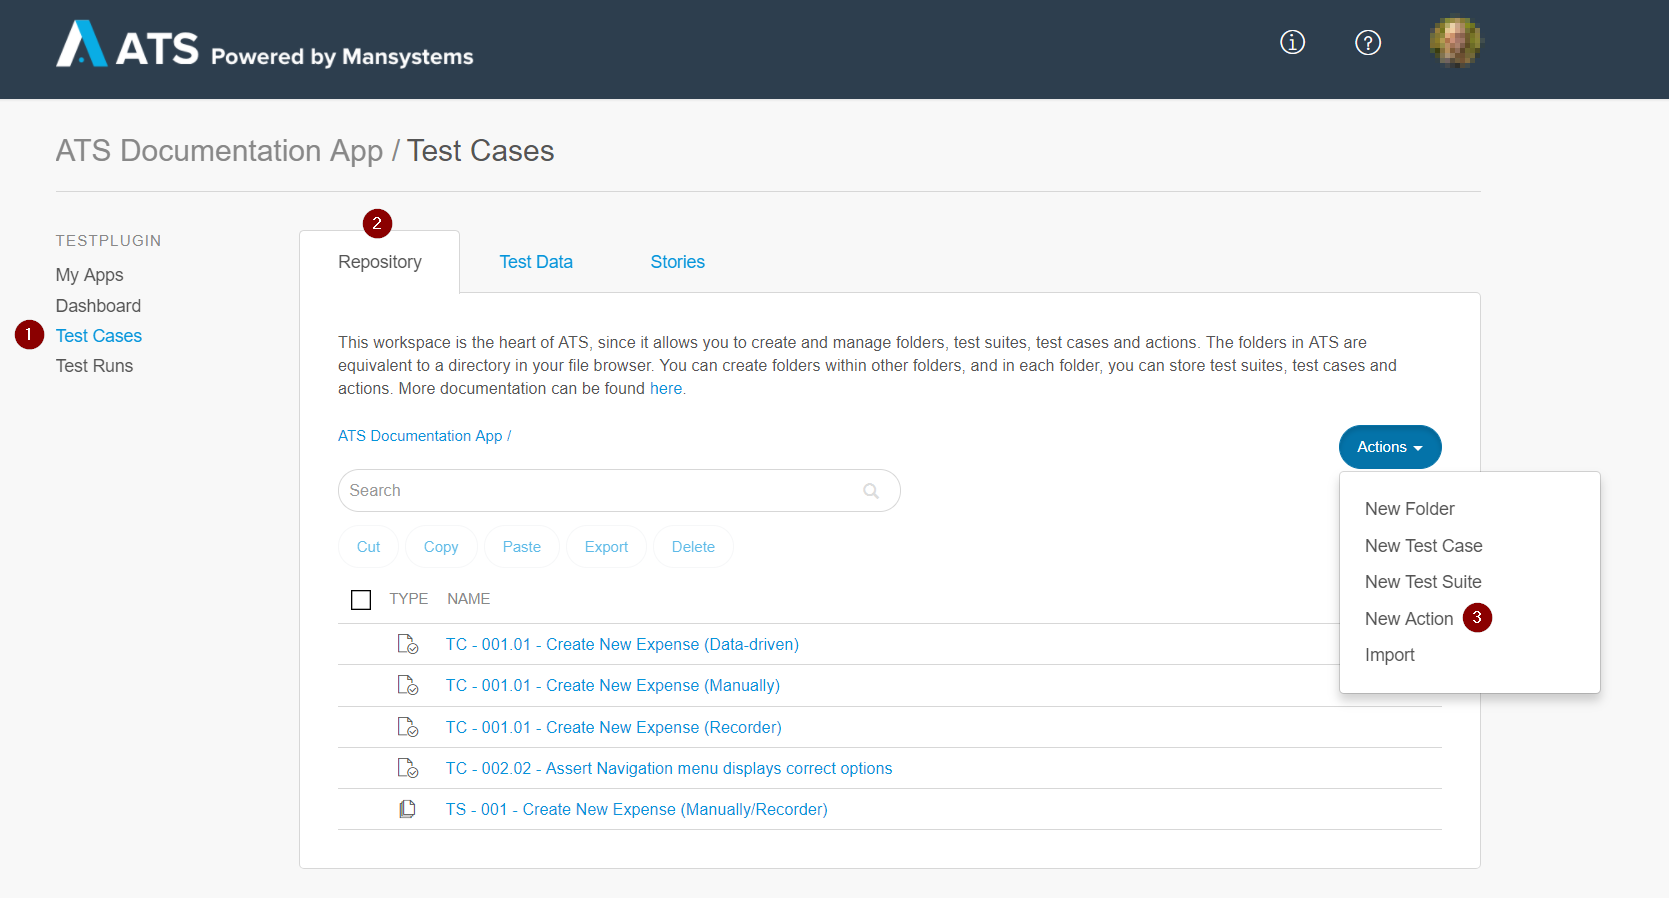 ATS Powered by Mansystems
ATS Documentation App / Test Cases
TESTPLUGIN
My Apps
Dashboard
1 Test Cases
Test Runs
2
Repository Test Data Stories
This workspace is the heart of ATS, since it allows you to create and manage folders, test suites, test cases and actions. The folders in ATS are
equivalent to a directory in your file browser. You can create folders within other folders, and in each folder, you can store test suites, test cases and
actions. More documentation can be found here.
ATS Documentation App /
Actions
Search
New Folder
New Test Case
New Test Suite
New Action 3
Import
Cut Copy Paste Export Delete
TYPE NAME
TC - 001.01 - Create New Expense (Data-driven)
TC - 001.01 - Create New Expense (Manually)
TC - 001.01 - Create New Expense (Recorder)
TC - 002.02 - Assert Navigation menu displays correct options
TS - 001 - Create New Expense (Manually/Recorder)